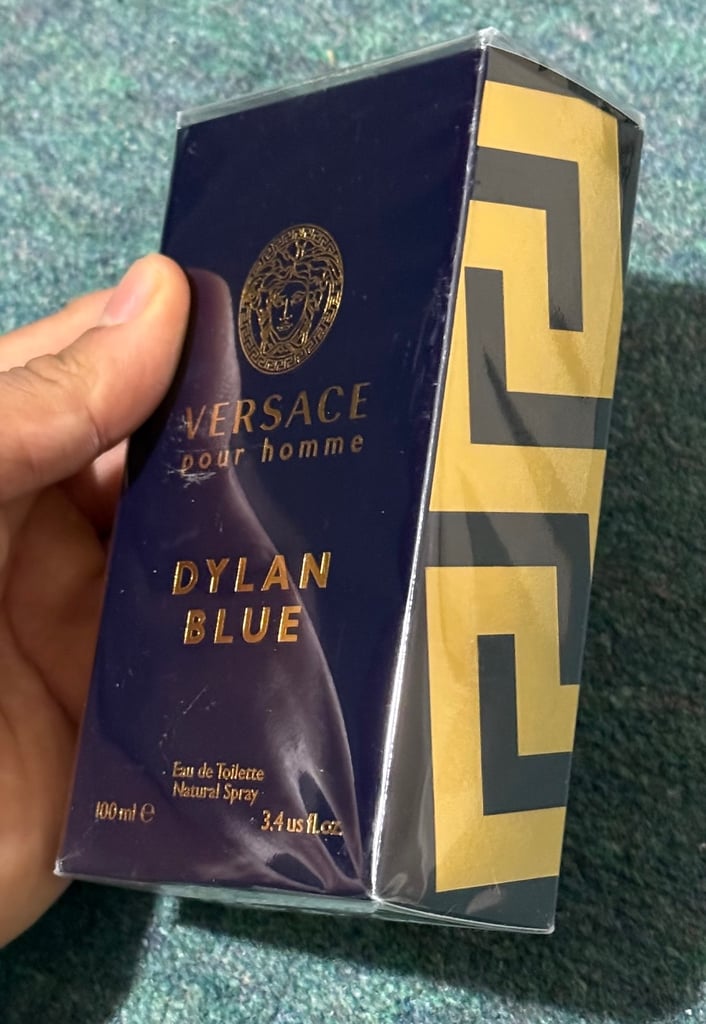 VERSACE
pour homme
DYLAN
BLUE
Eau de Toilette
Natural Spray
100 ml ℮
3.4 us fl.oz.